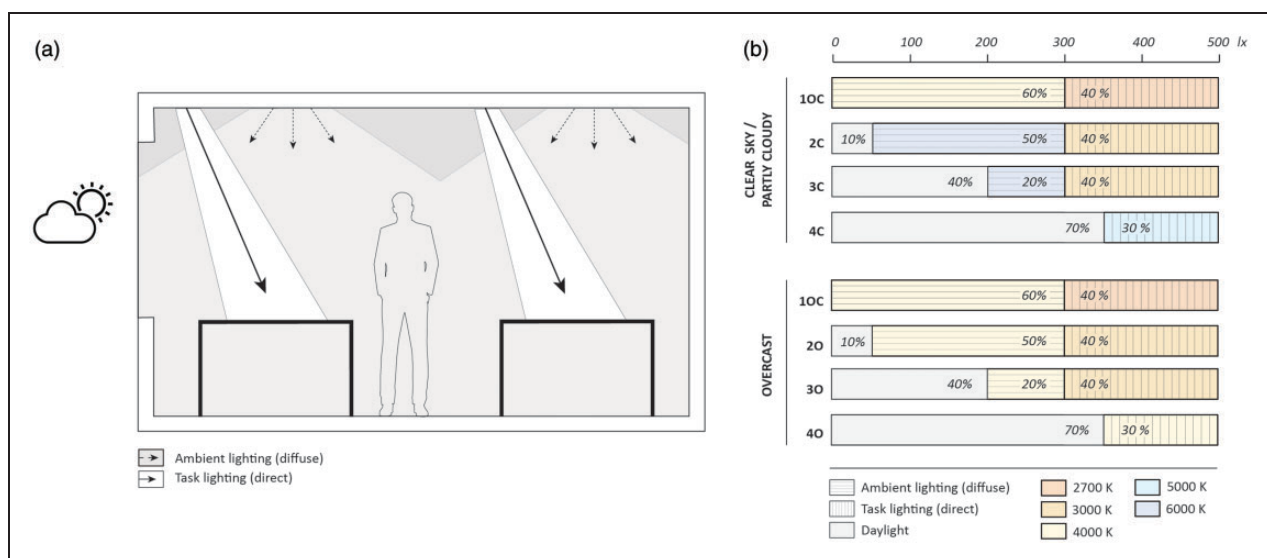 (a)
Ambient lighting (diffuse)
Task lighting (direct)
(b)
0 100 200 300 400 500 lx
CLEAR SKY /
PARTLY CLOUDY
1OC 60% 40 %
2C 10% 50% 40 %
3C 40% 20% 40 %
4C 70% 30 %
OVERCAST
1OC 60% 40 %
2O 10% 50% 40 %
3O 40% 20% 40 %
4O 70% 30 %
Ambient lighting (diffuse) 2700 K 5000 K
Task lighting (direct) 3000 K 6000 K
Daylight 4000 K